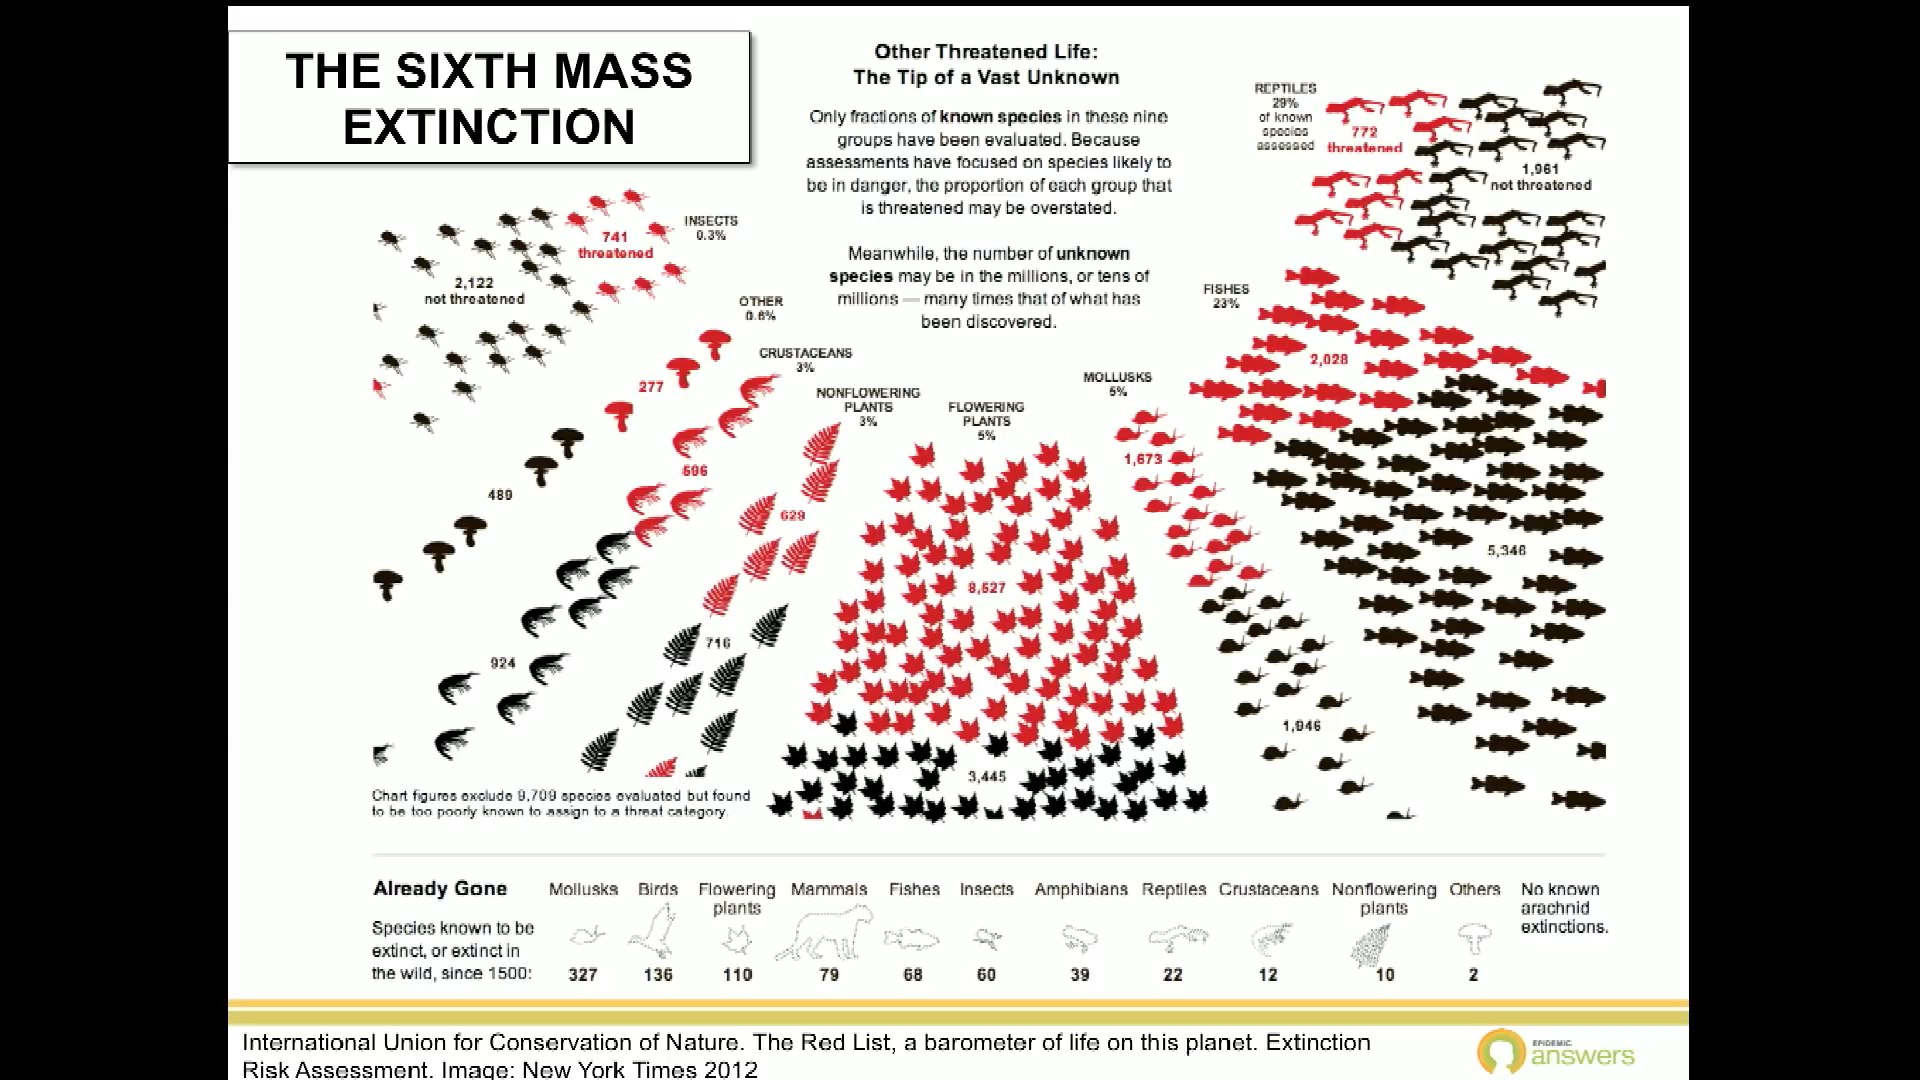 THE SIXTH MASS
EXTINCTION
Other Threatened Life:
The Tip of a Vast Unknown
Only fractions of known species in these nine
groups have been evaluated. Because
assessments have focused on species likely to
be in danger, the proportion of each group that
is threatened may be overstated.
Meanwhile, the number of unknown
species may be in the millions, or tens of
millions — many times that of what has
been discovered.
INSECTS
0.3%
741
threatened
2,122
not threatened
OTHER
0.6%
277
489
CRUSTACEANS
3%
596
924
NONFLOWERING
PLANTS
3%
629
716
FLOWERING
PLANTS
5%
8,527
3,445
MOLLUSKS
5%
1,673
1,946
FISHES
23%
2,028
5,346
REPTILES
29%
of known
species
assessed
772
threatened
1,961
not threatened
Chart figures exclude 9,709 species evaluated but found
to be too poorly known to assign to a threat category.
Already Gone
Species known to be
extinct, or extinct in
the wild, since 1500:
Mollusks
327
Birds
136
Flowering
plants
110
Mammals
79
Fishes
68
Insects
60
Amphibians
39
Reptiles
22
Crustaceans
12
Nonflowering
plants
10
Others
2
No known
arachnid
extinctions.
International Union for Conservation of Nature. The Red List, a barometer of life on this planet. Extinction
Risk Assessment. Image: New York Times 2012
EPIDEMIC
answers